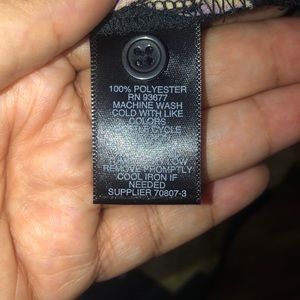 100% POLYESTER
RN 93677
MACHINE WASH
COLD WITH LIKE
COLORS
CYCLE
REMOVE PROMPTLY
COOL IRON IF
NEEDED
SUPPLIER 70807-3